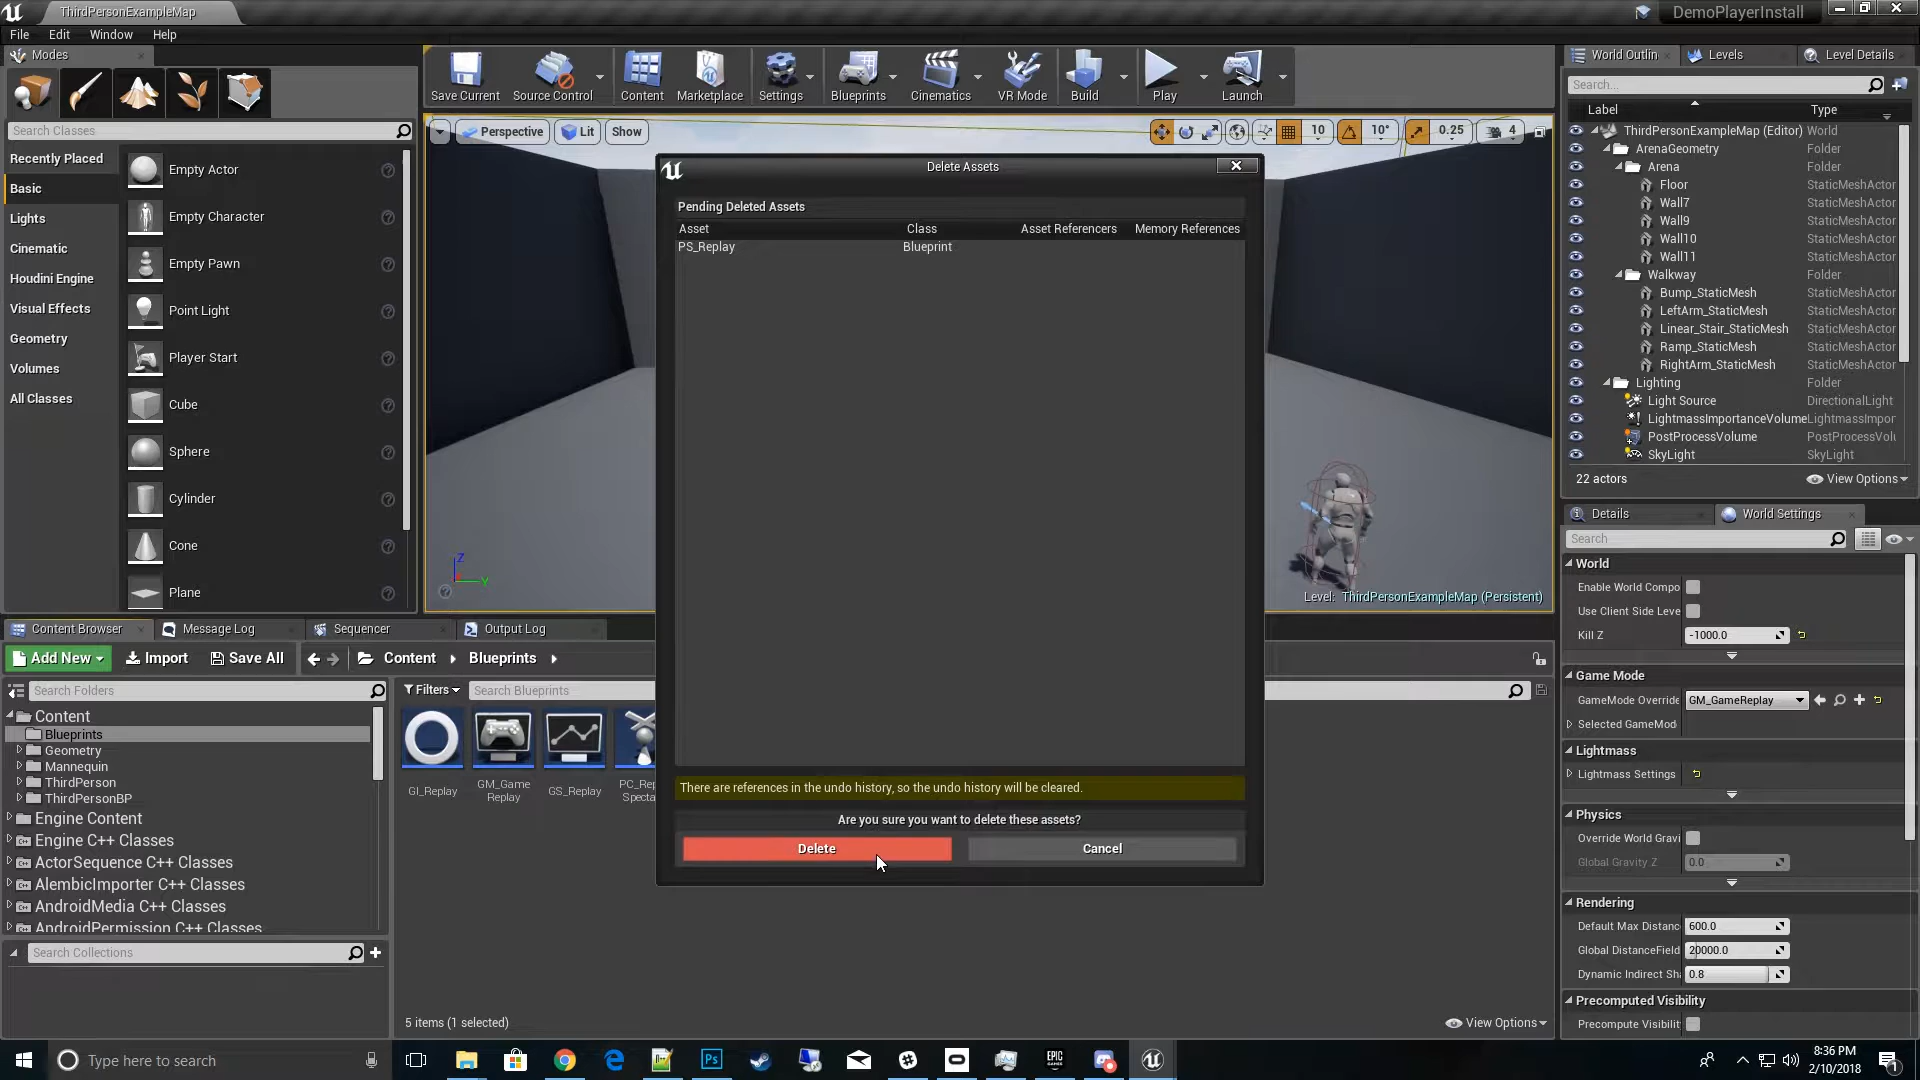 ThirdPersonExampleMap
DemoPlayerInstall
File Edit Window Help
Modes
Save Current
Source Control
Content
Marketplace
Settings
Blueprints
Cinematics
VR Mode
Build
Play
Launch
Search Classes
Recently Placed
Basic
Lights
Cinematic
Houdini Engine
Visual Effects
Geometry
Volumes
All Classes
Empty Actor
Empty Character
Empty Pawn
Point Light
Player Start
Cube
Sphere
Cylinder
Cone
Plane
Perspective Lit Show
10 10° 0.25 4
Level: ThirdPersonExampleMap (Persistent)
Delete Assets
Pending Deleted Assets
Asset Class Asset Referencers Memory References
PS_Replay Blueprint
There are references in the undo history, so the undo history will be cleared.
Are you sure you want to delete these assets?
Delete Cancel
World Outlin Levels Level Details
Search...
Label Type
ThirdPersonExampleMap (Editor) World
ArenaGeometry Folder
Arena Folder
Floor StaticMeshActor
Wall7 StaticMeshActor
Wall9 StaticMeshActor
Wall10 StaticMeshActor
Wall11 StaticMeshActor
Walkway Folder
Bump_StaticMesh StaticMeshActor
LeftArm_StaticMesh StaticMeshActor
Linear_Stair_StaticMesh StaticMeshActor
Ramp_StaticMesh StaticMeshActor
RightArm_StaticMesh StaticMeshActor
Lighting Folder
Light Source DirectionalLight
LightmassImportanceVolume LightmassImpor
PostProcessVolume PostProcessVolu
SkyLight SkyLight
22 actors View Options
Details World Settings
Search
World
Enable World Compo
Use Client Side Leve
Kill Z -1000.0
Game Mode
GameMode Override GM_GameReplay
Selected GameMod
Lightmass
Lightmass Settings
Physics
Override World Gravi
Global Gravity Z 0.0
Rendering
Default Max Distanc 600.0
Global DistanceField 20000.0
Dynamic Indirect Sh 0.8
Precomputed Visibility
Precompute Visibilit
Content Browser Message Log Sequencer Output Log
Add New Import Save All Content Blueprints
Search Folders
Filters Search Blueprints
Content
Blueprints
Geometry
Mannequin
ThirdPerson
ThirdPersonBP
Engine Content
Engine C++ Classes
ActorSequence C++ Classes
AlembicImporter C++ Classes
AndroidMedia C++ Classes
AndroidPermission C++ Classes
Search Collections
GI_Replay
GM_Game
Replay
GS_Replay
PC_Rep
Specta
5 items (1 selected) View Options
Type here to search
Ps
EPIC
GAMES
8:36 PM
2/10/2018
1